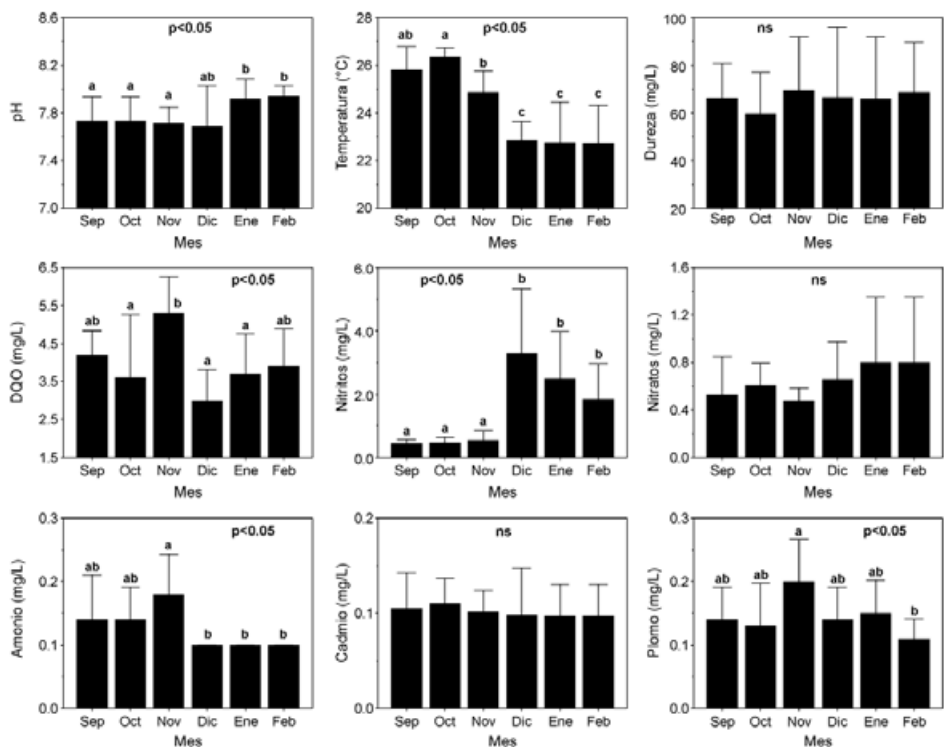 pH
8.6
8.2
7.8
7.4
7.0
p<0.05
a
a
a
ab
b
b
Sep Oct Nov Dic Ene Feb
Mes
Temperatura (°C)
28
26
24
22
20
p<0.05
ab
a
b
c
c
c
Sep Oct Nov Dic Ene Feb
Mes
Dureza (mg/L)
100
80
60
40
20
ns
Sep Oct Nov Dic Ene Feb
Mes
DQO (mg/L)
6.5
5.5
4.5
3.5
2.5
1.5
p<0.05
ab
a
b
a
a
ab
Sep Oct Nov Dic Ene Feb
Mes
Nitritos (mg/L)
6.0
4.0
2.0
0.0
p<0.05
a
a
a
b
b
b
Sep Oct Nov Dic Ene Feb
Mes
Nitratos (mg/L)
1.6
1.2
0.8
0.4
0.0
ns
Sep Oct Nov Dic Ene Feb
Mes
Amonio (mg/L)
0.3
0.2
0.1
0.0
p<0.05
ab
ab
a
b
b
b
Sep Oct Nov Dic Ene Feb
Mes
Cadmio (mg/L)
0.2
0.1
0.0
ns
Sep Oct Nov Dic Ene Feb
Mes
Plomo (mg/L)
0.3
0.2
0.1
0.0
p<0.05
ab
ab
a
ab
ab
b
Sep Oct Nov Dic Ene Feb
Mes